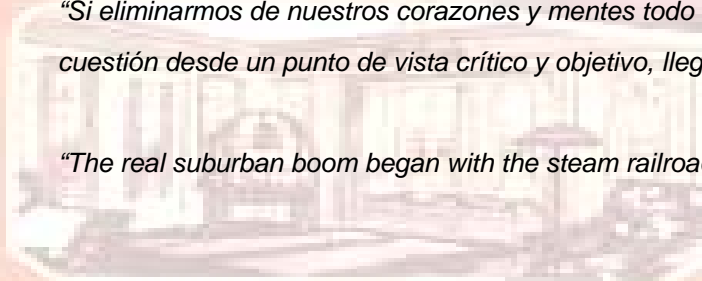 “Si eliminarmos de nuestros corazones y mentes todo
cuestión desde un punto de vista crítico y objetivo, lleg
“The real suburban boom began with the steam railroa